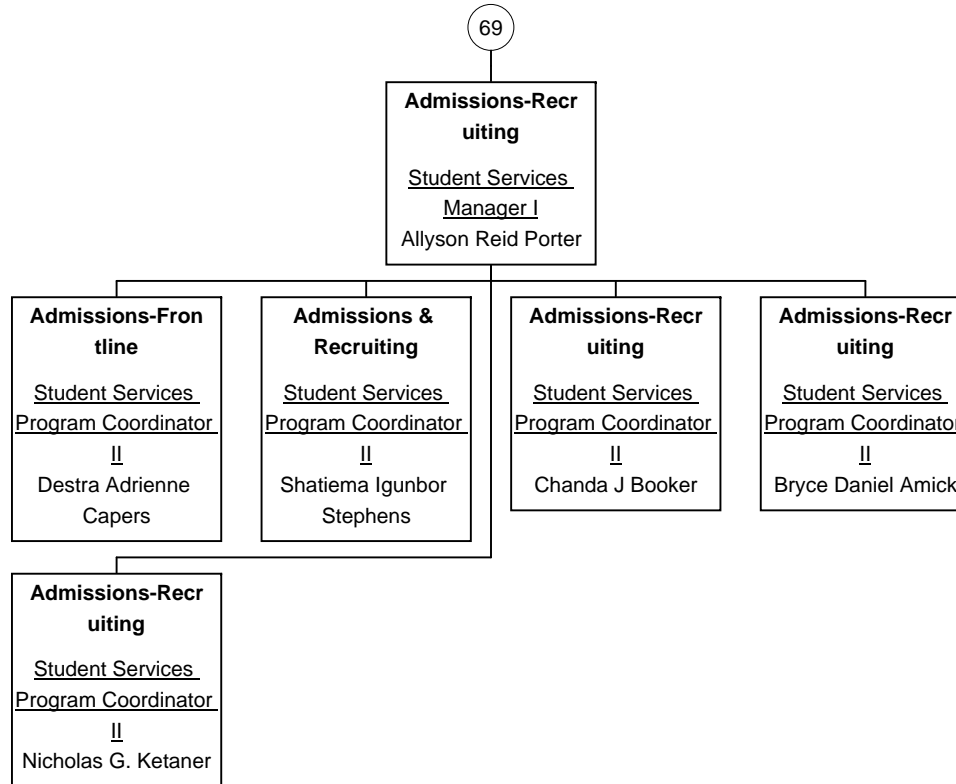 69
Admissions-Recr
uiting
Student Services
Manager I
Allyson Reid Porter
Admissions-Fron
tline
Student Services
Program Coordinator
II
Destra Adrienne
Capers
Admissions &
Recruiting
Student Services
Program Coordinator
II
Shatiema Igunbor
Stephens
Admissions-Recr
uiting
Student Services
Program Coordinator
II
Chanda J Booker
Admissions-Recr
uiting
Student Services
Program Coordinator
II
Bryce Daniel Amick
Admissions-Recr
uiting
Student Services
Program Coordinator
II
Nicholas G. Ketaner